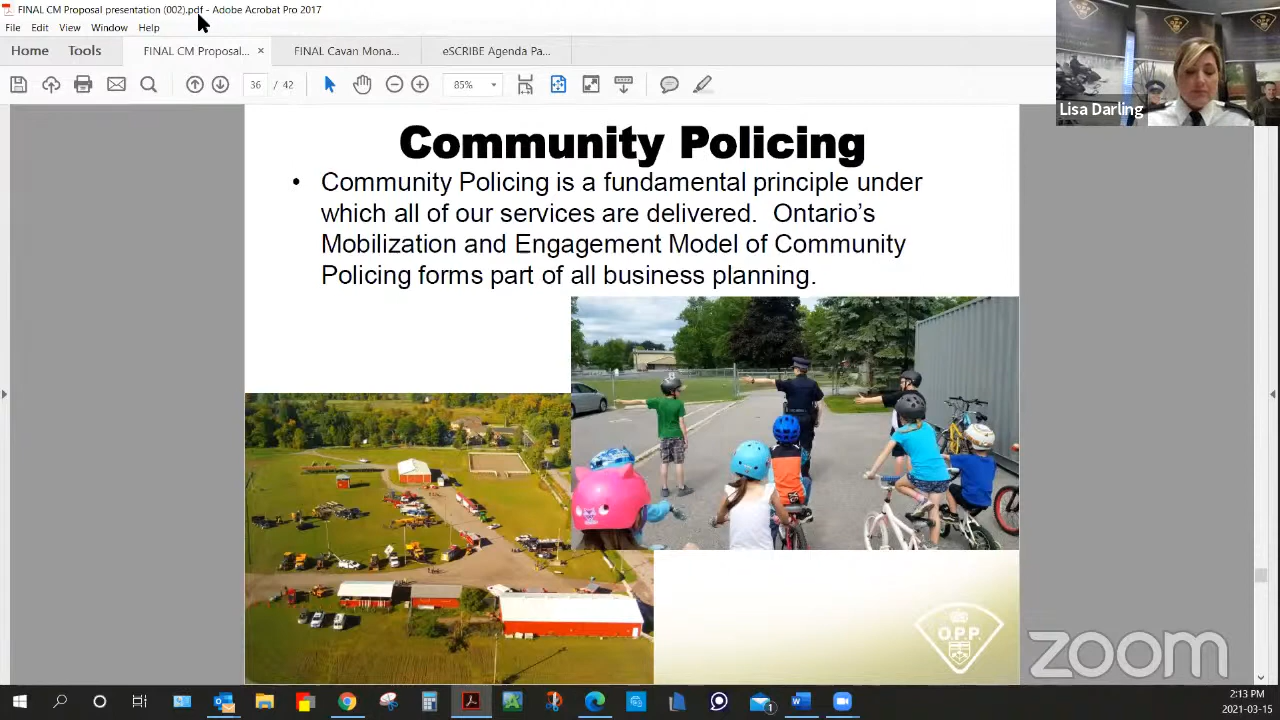 FINAL CM Proposal presentation (002).pdf - Adobe Acrobat Pro 2017
File Edit View Window Help
Home Tools FINAL CM Proposal... × FINAL Cavan Mona... eSCRIBE Agenda Pa...
36 / 42 85%
Lisa Darling
Community Policing
• Community Policing is a fundamental principle under
which all of our services are delivered. Ontario's
Mobilization and Engagement Model of Community
Policing forms part of all business planning.
O.P.P.
zoom
1
2:13 PM
2021-03-15